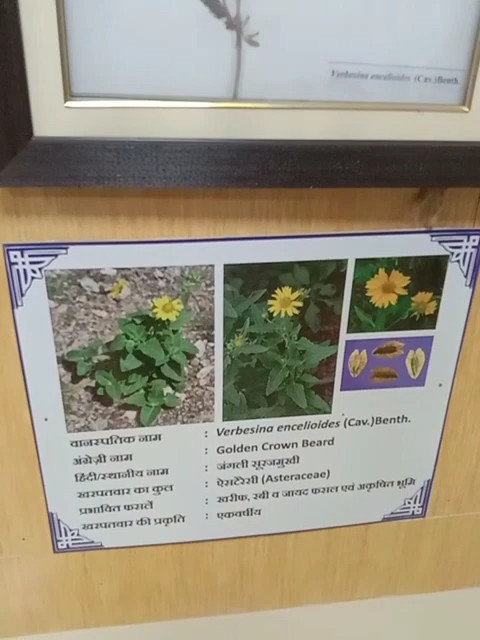 Verbesina encelioides (Cav.)Benth.
वानस्पतिक नाम : Verbesina encelioides (Cav.)Benth.
अंग्रेज़ी नाम : Golden Crown Beard
हिंदी/स्थानीय नाम : जंगली सूरजमुखी
खरपतवार का कुल : ऐसटेरेसी (Asteraceae)
प्रभावित फसलें : खरीफ, रबी व जायद फसल एवं अकृषित भूमि
खरपतवार की प्रकृति : एकवर्षीय